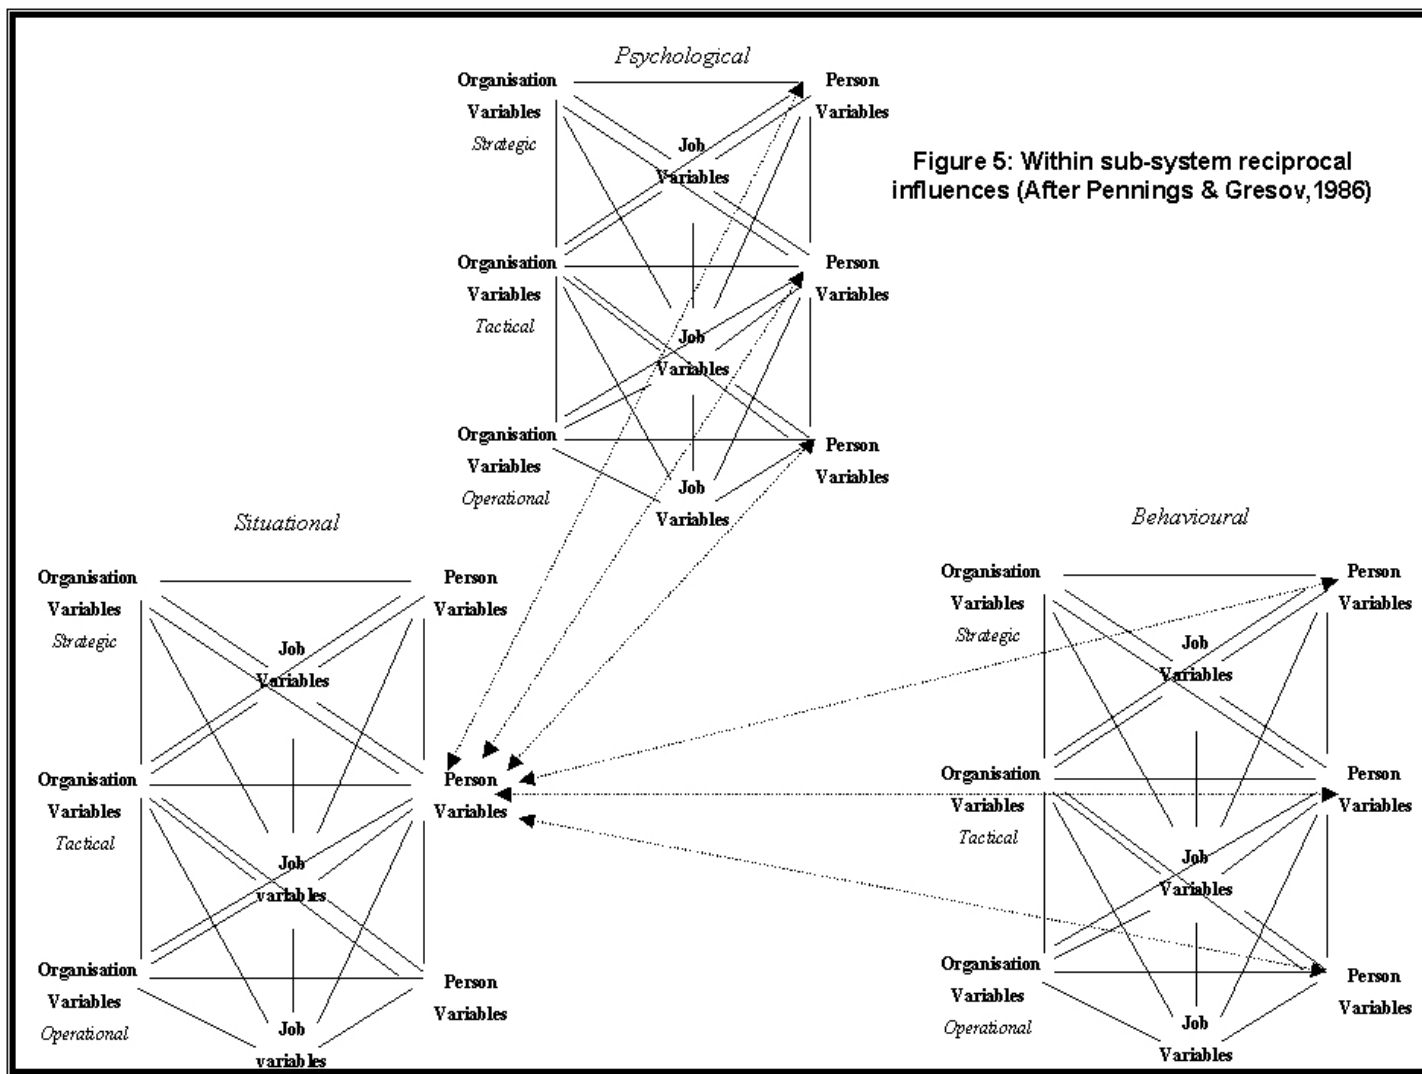 Psychological
Organisation
Variables
Strategic
Person
Variables
Job
Variables
Figure 5: Within sub-system reciprocal
influences (After Pennings & Gresov,1986)
Organisation
Variables
Tactical
Person
Variables
Job
Variables
Organisation
Variables
Operational
Person
Variables
Job
Variables
Situational
Organisation
Variables
Strategic
Person
Variables
Job
Variables
Organisation
Variables
Tactical
Person
Variables
Job
variables
Organisation
Variables
Operational
Person
Variables
Job
variables
Behavioural
Organisation
Variables
Strategic
Person
Variables
Job
Variables
Organisation
Variables
Tactical
Person
Variables
Job
Variables
Organisation
Variables
Operational
Person
Variables
Job
Variables